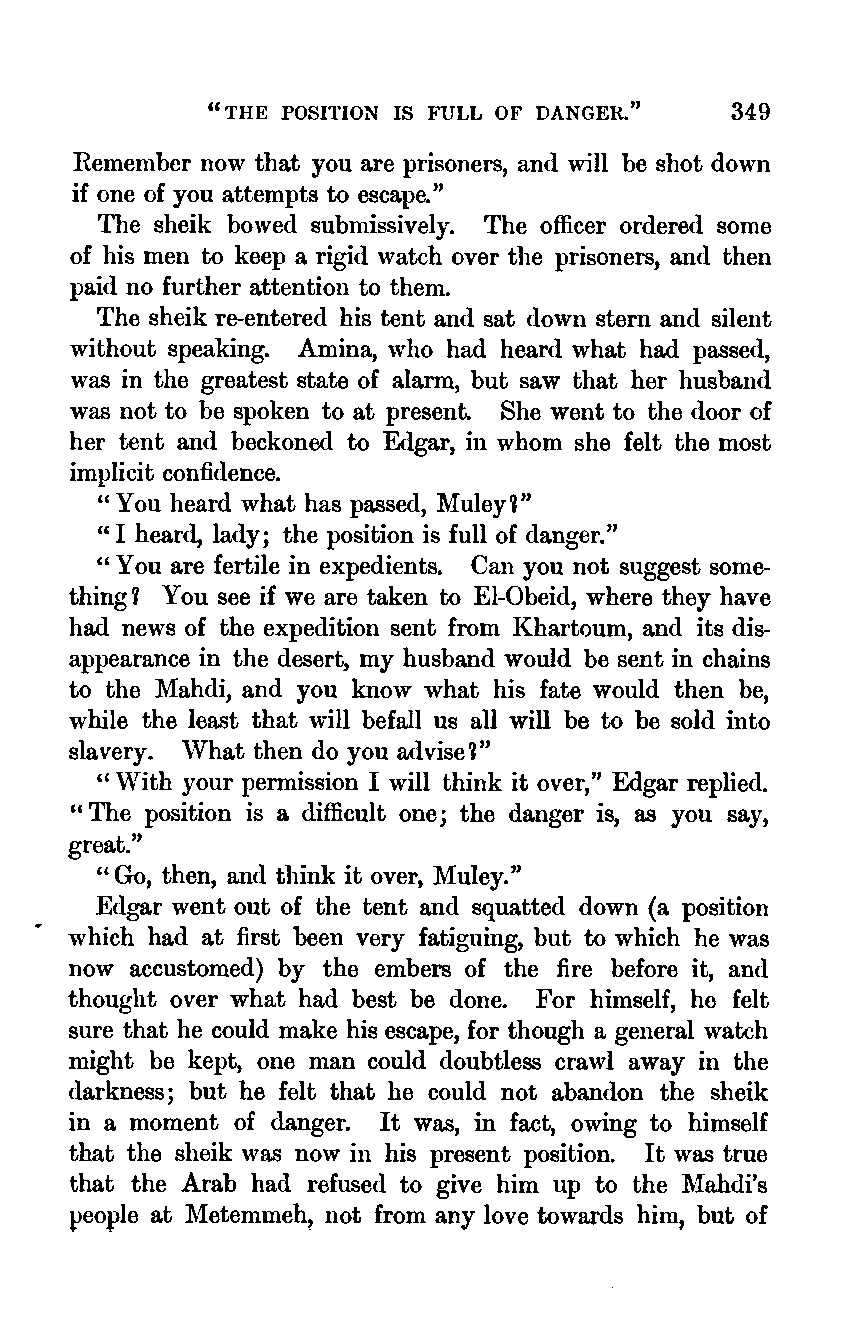 "THE POSITION IS FULL OF DANGER." 349
Remember now that you are prisoners, and will be shot down
if one of you attempts to escape."
The sheik bowed submissively. The officer ordered some
of his men to keep a rigid watch over the prisoners, and then
paid no further attention to them.
The sheik re-entered his tent and sat down stern and silent
without speaking. Amina, who had heard what had passed,
was in the greatest state of alarm, but saw that her husband
was not to be spoken to at present. She went to the door of
her tent and beckoned to Edgar, in whom she felt the most
implicit confidence.
"You heard what has passed, Muley?"
"I heard, lady; the position is full of danger."
"You are fertile in expedients. Can you not suggest some-
thing? You see if we are taken to El-Obeid, where they have
had news of the expedition sent from Khartoum, and its dis-
appearance in the desert, my husband would be sent in chains
to the Mahdi, and you know what his fate would then be,
while the least that will befall us all will be to be sold into
slavery. What then do you advise?"
"With your permission I will think it over," Edgar replied.
"The position is a difficult one; the danger is, as you say,
great."
"Go, then, and think it over, Muley."
Edgar went out of the tent and squatted down (a position
which had at first been very fatiguing, but to which he was
now accustomed) by the embers of the fire before it, and
thought over what had best be done. For himself, he felt
sure that he could make his escape, for though a general watch
might be kept, one man could doubtless crawl away in the
darkness; but he felt that he could not abandon the sheik
in a moment of danger. It was, in fact, owing to himself
that the sheik was now in his present position. It was true
that the Arab had refused to give him up to the Mahdi's
people at Metemmeh, not from any love towards him, but of